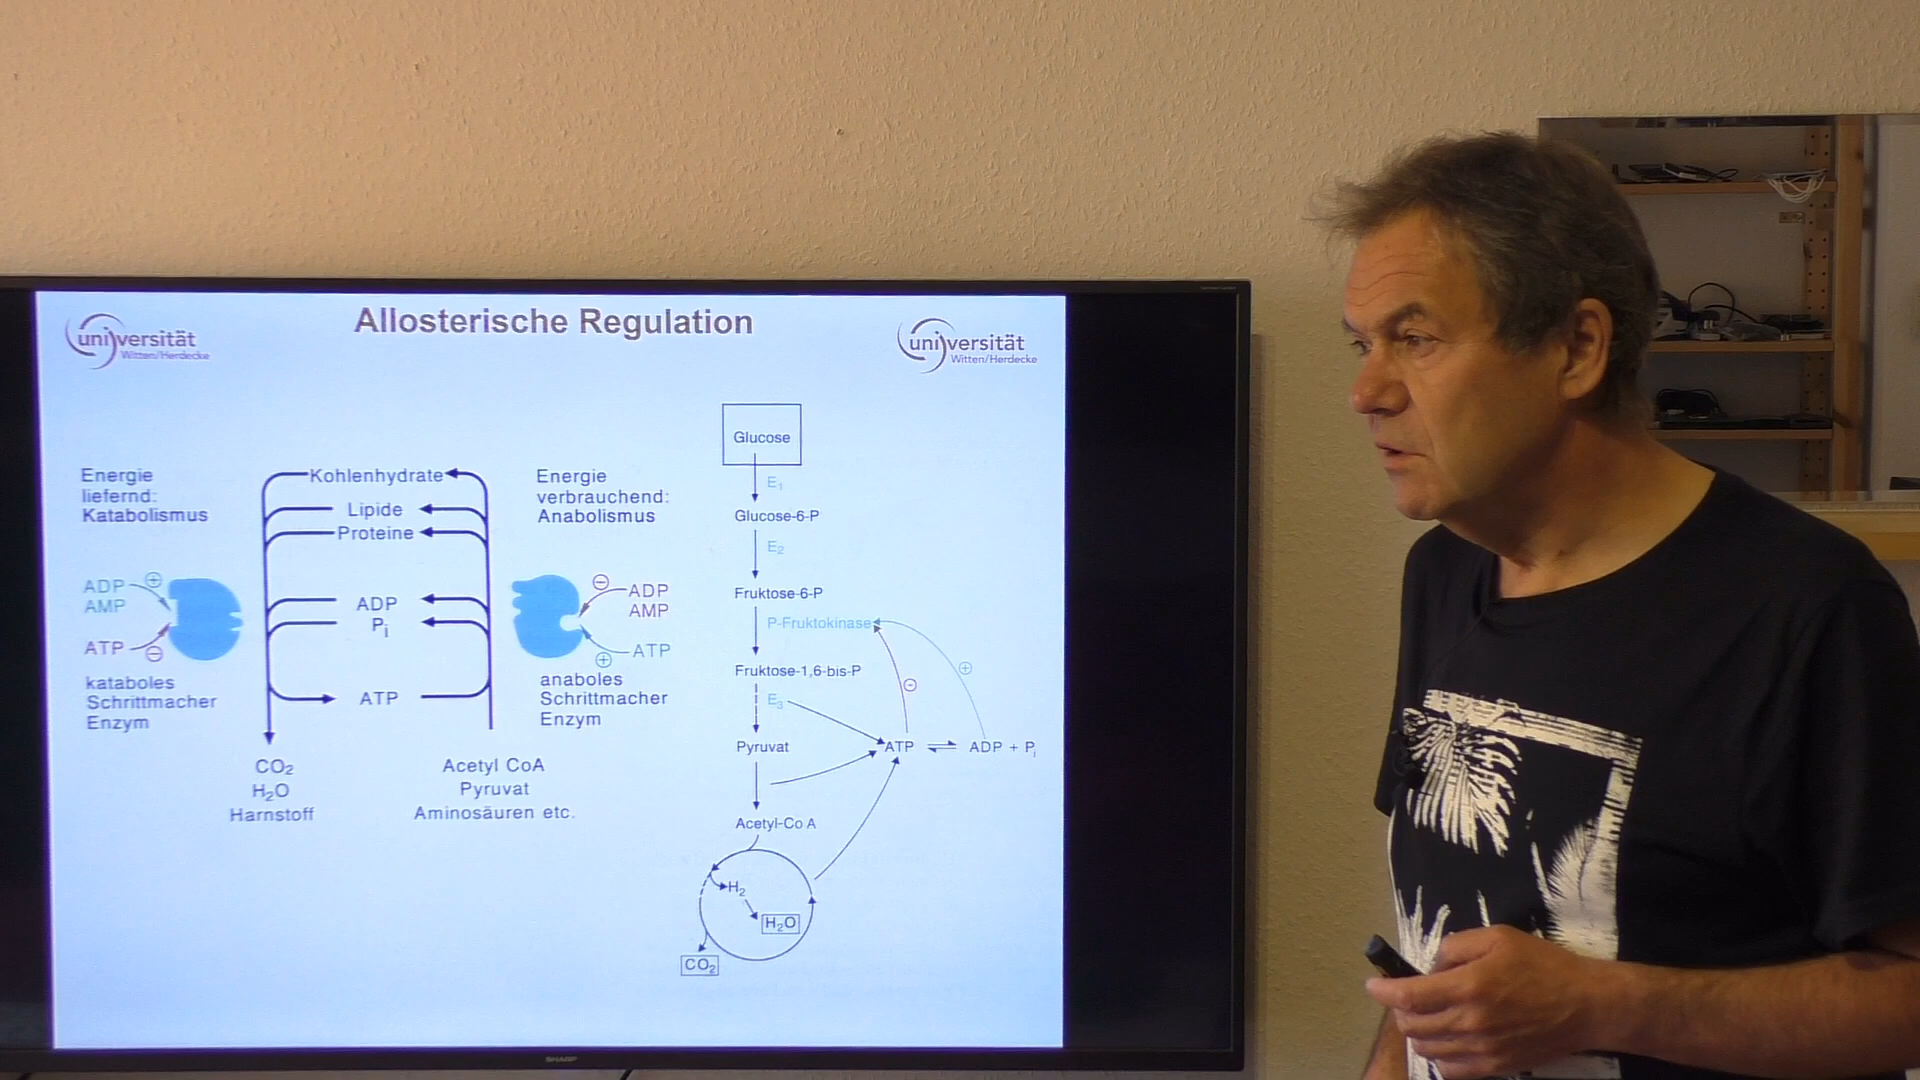 Allosterische Regulation
universität
Witten/Herdecke
universität
Witten/Herdecke
Energie
liefernd:
Katabolismus
Kohlenhydrate
Lipide
Proteine
Energie
verbrauchend:
Anabolismus
ADP
AMP
ATP
+
−
ADP
Pi
ATP
−
ADP
AMP
ATP
+
kataboles
Schrittmacher
Enzym
anaboles
Schrittmacher
Enzym
CO2
H2O
Harnstoff
Acetyl CoA
Pyruvat
Aminosäuren etc.
Glucose
E1
Glucose-6-P
E2
Fruktose-6-P
P-Fruktokinase
Fruktose-1,6-bis-P
−
+
E3
Pyruvat
ATP
ADP + Pi
Acetyl-Co A
H2
H2O
CO2
SHARP